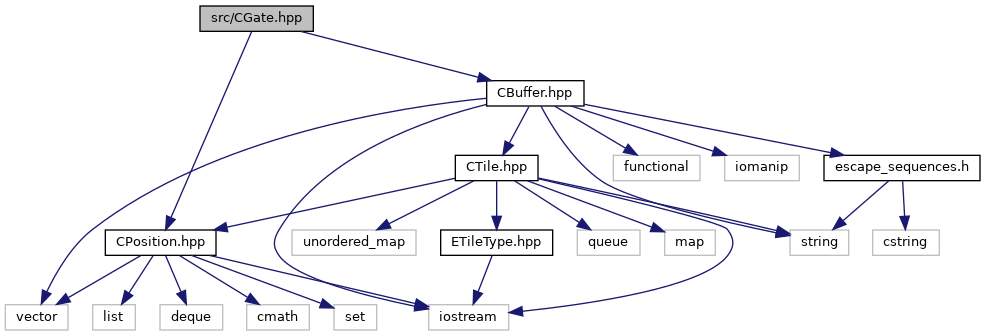 src/CGate.hpp
CBuffer.hpp
CTile.hpp
functional
iomanip
escape_sequences.h
CPosition.hpp
unordered_map
ETileType.hpp
queue
map
string
cstring
vector
list
deque
cmath
set
iostream